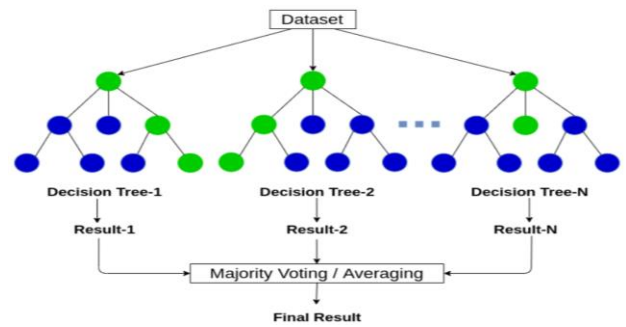 Dataset
Decision Tree-1
Decision Tree-2
Decision Tree-N
Result-1
Result-2
Result-N
Majority Voting / Averaging
Final Result